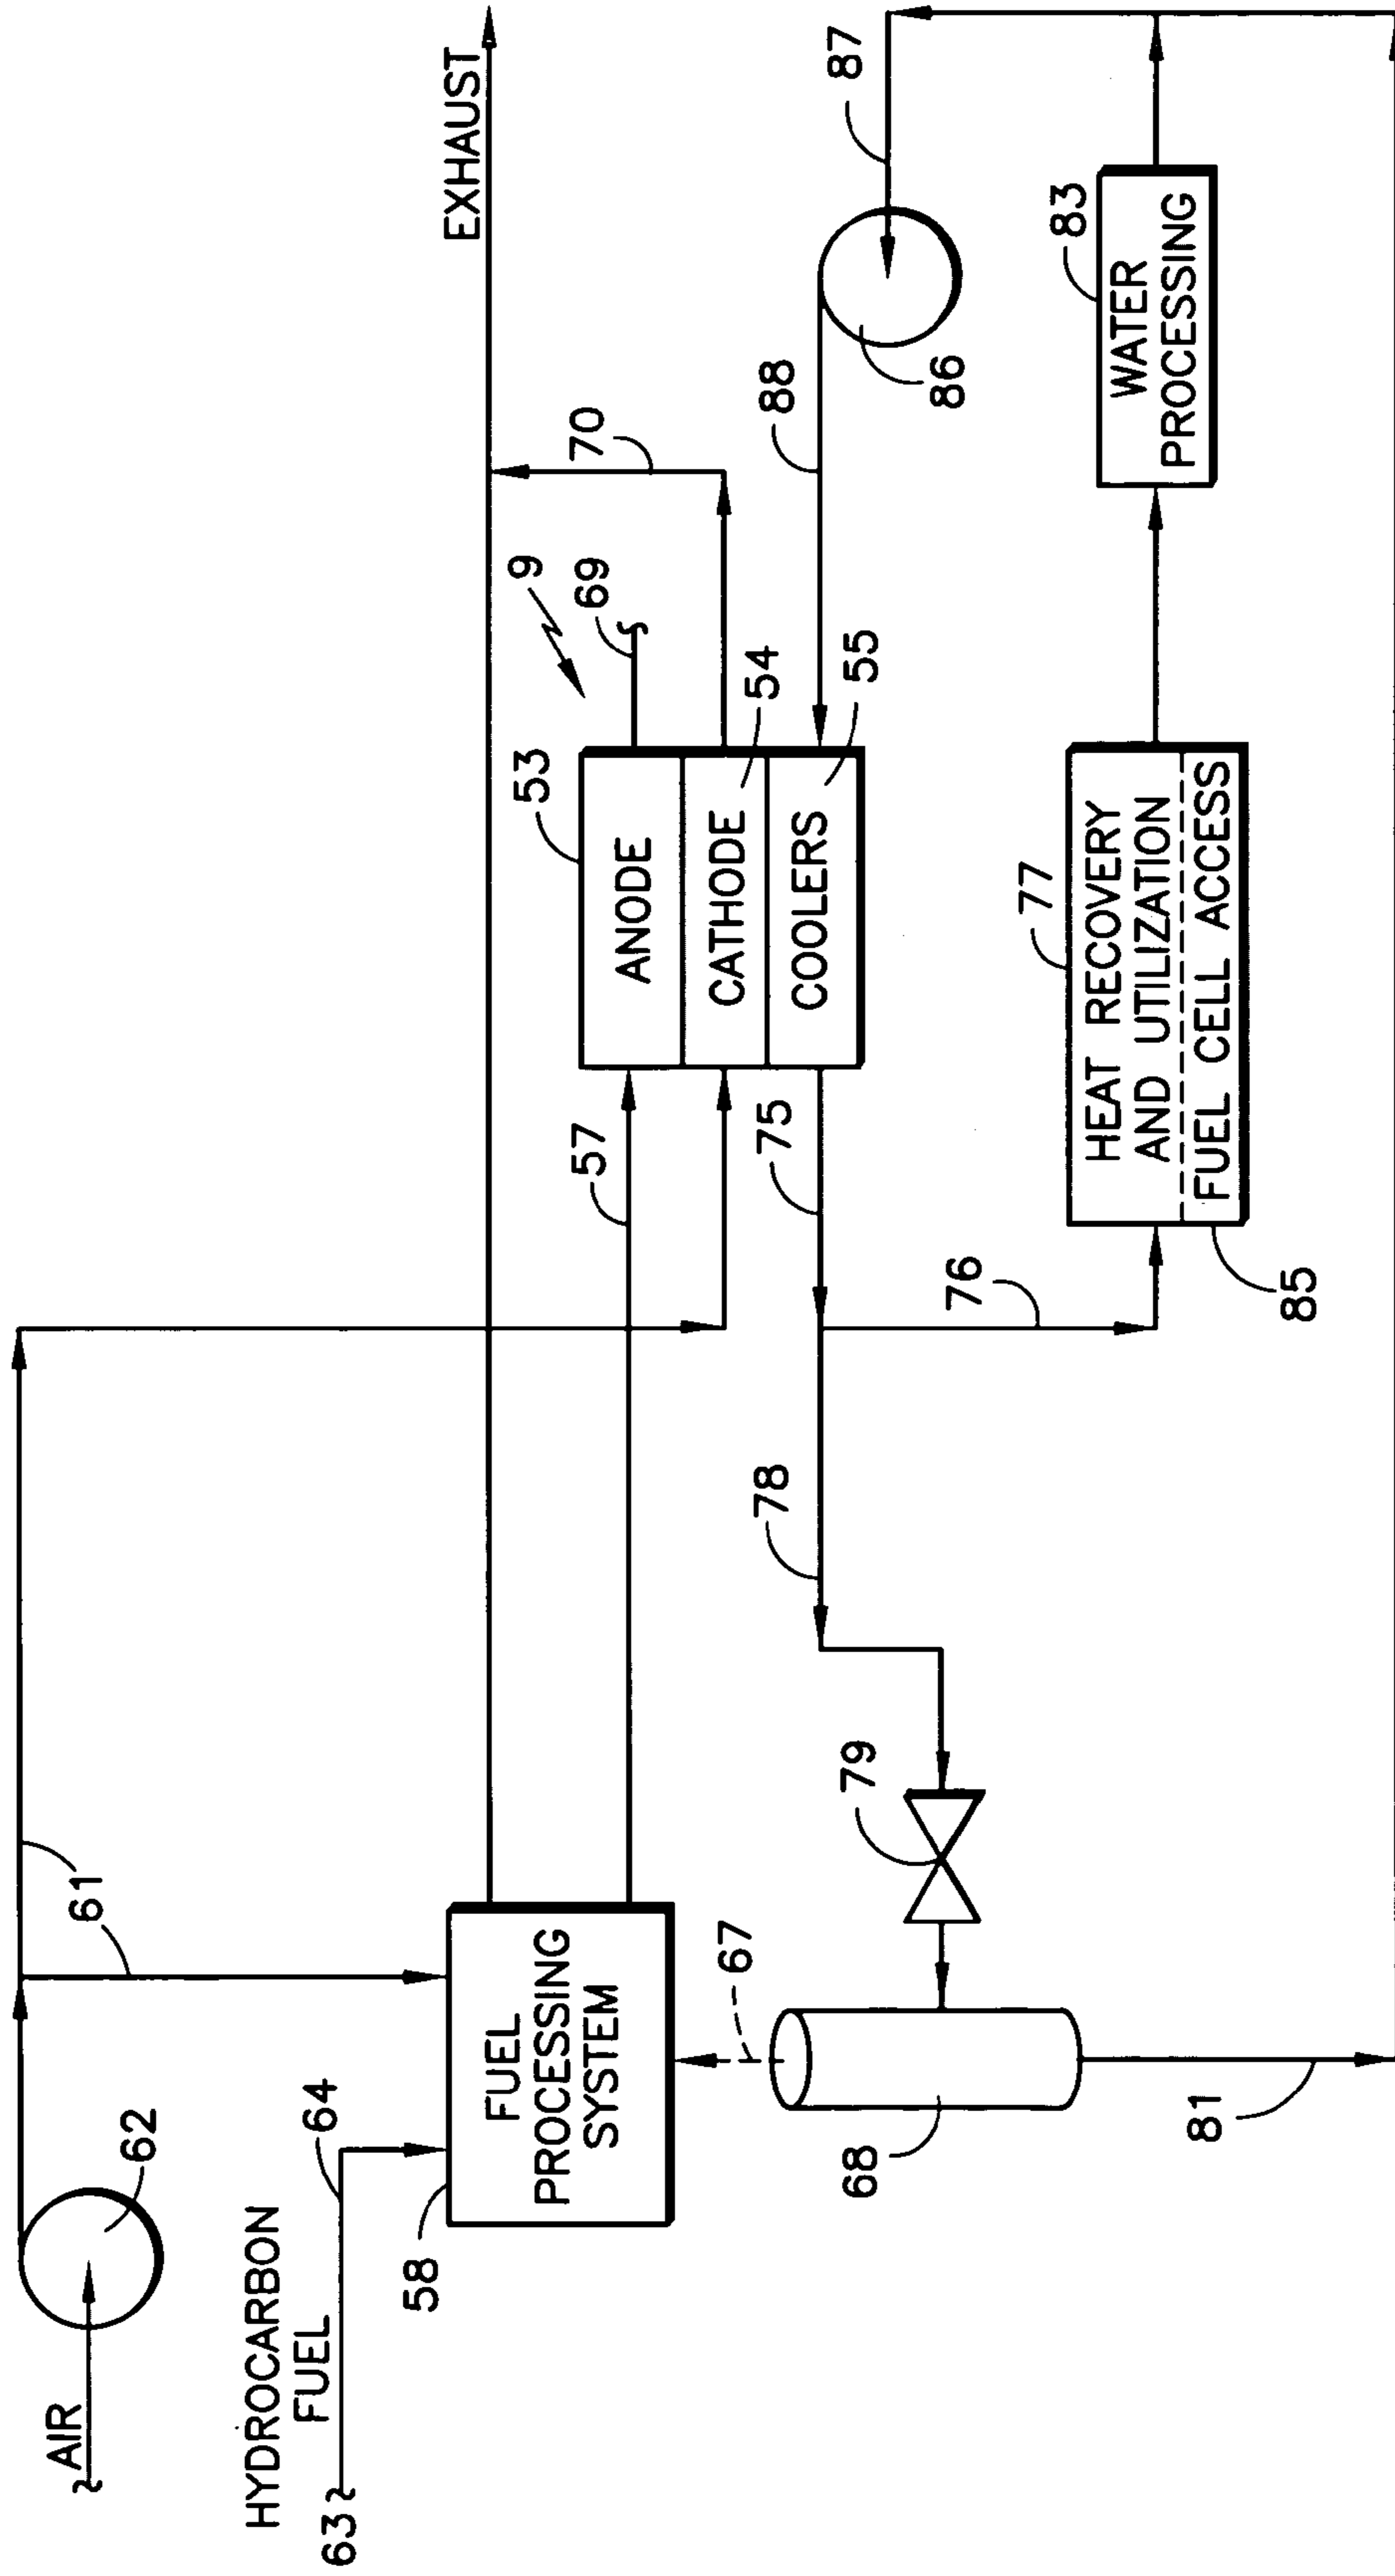 AIR
62
61
HYDROCARBON
FUEL
63
64
58
FUEL
PROCESSING
SYSTEM
EXHAUST
57
53
9
69
70
ANODE
CATHODE
54
COOLERS
55
67
68
79
78
75
76
88
87
86
77
HEAT RECOVERY
AND UTILIZATION
FUEL CELL ACCESS
85
83
WATER
PROCESSING
81